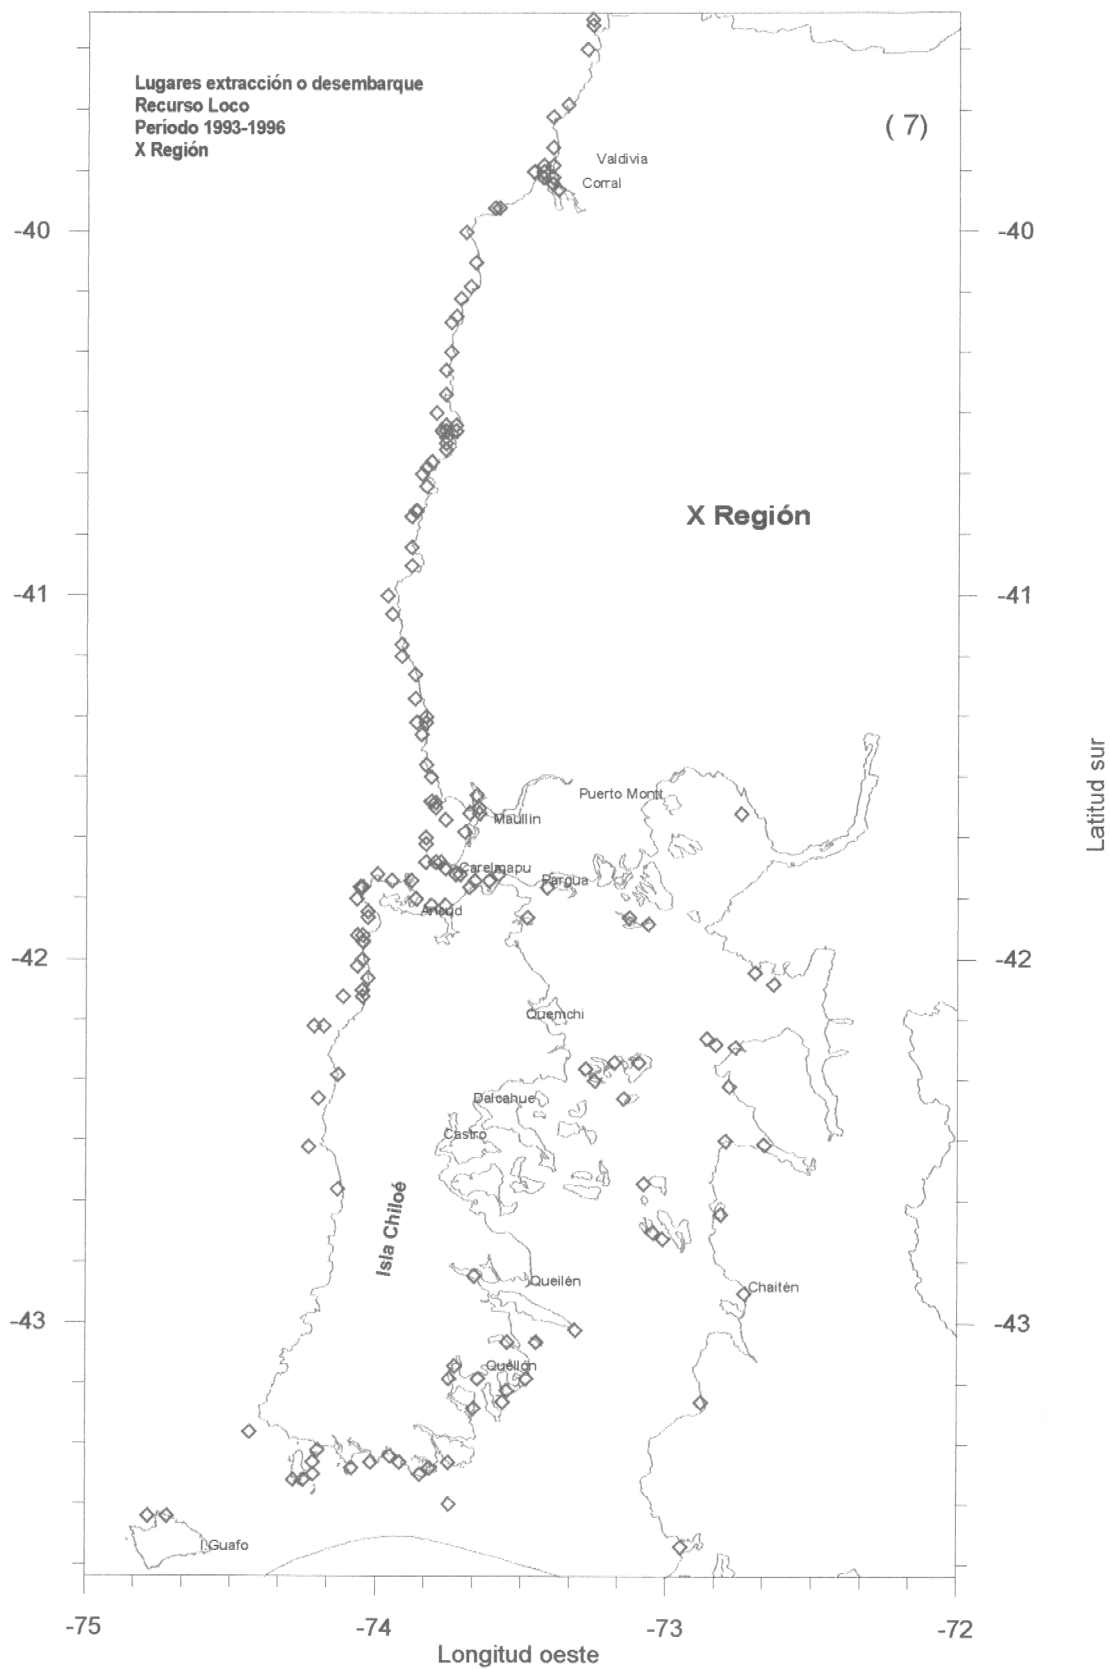 Lugares extracción o desembarque
Recurso Loco
Período 1993-1996
X Región
( 7)
Valdivia
Corral
-40
-40
X Región
-41
-41
Latitud sur
Puerto Montt
Maullin
Carelmapu
Pargua
Ancud
-42
-42
Quemchi
Dalcahue
Castro
Isla Chiloé
Queilén
Chaitén
-43
-43
Quellón
I.Guafo
-75
-74
-73
-72
Longitud oeste